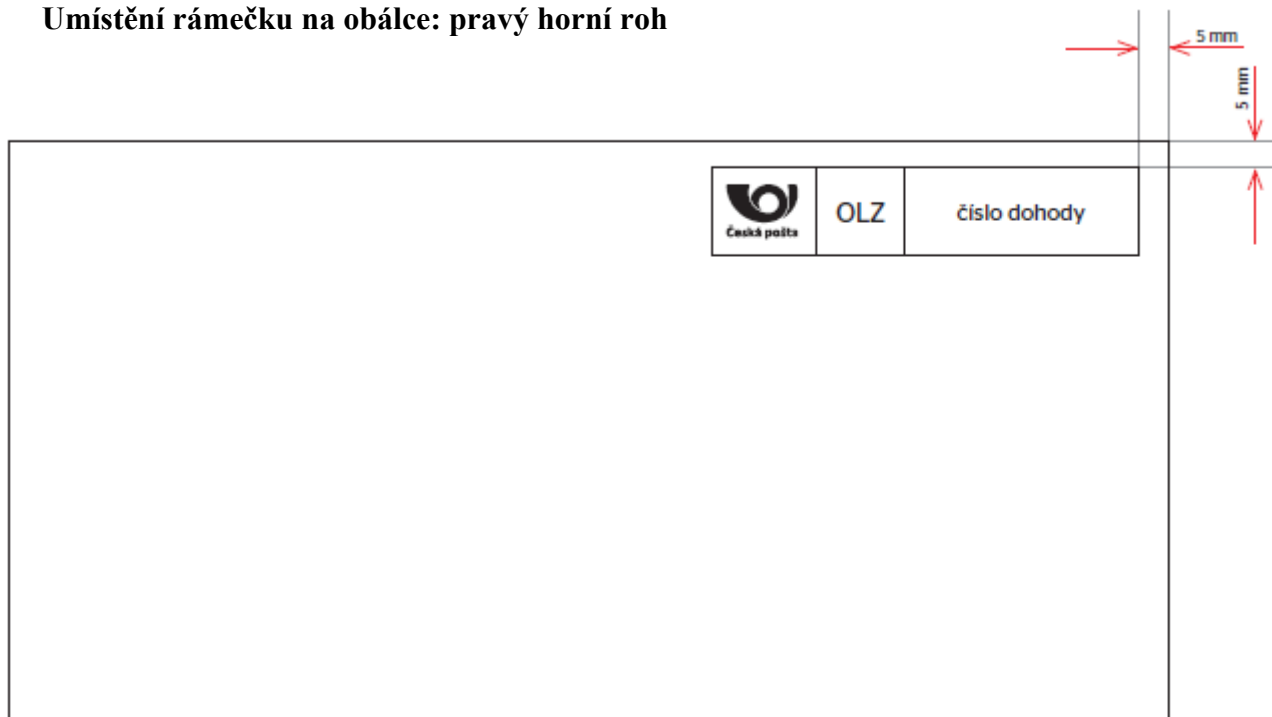 Umístění rámečku na obálce: pravý horní roh
5 mm
5 mm
Česká pošta
OLZ
číslo dohody